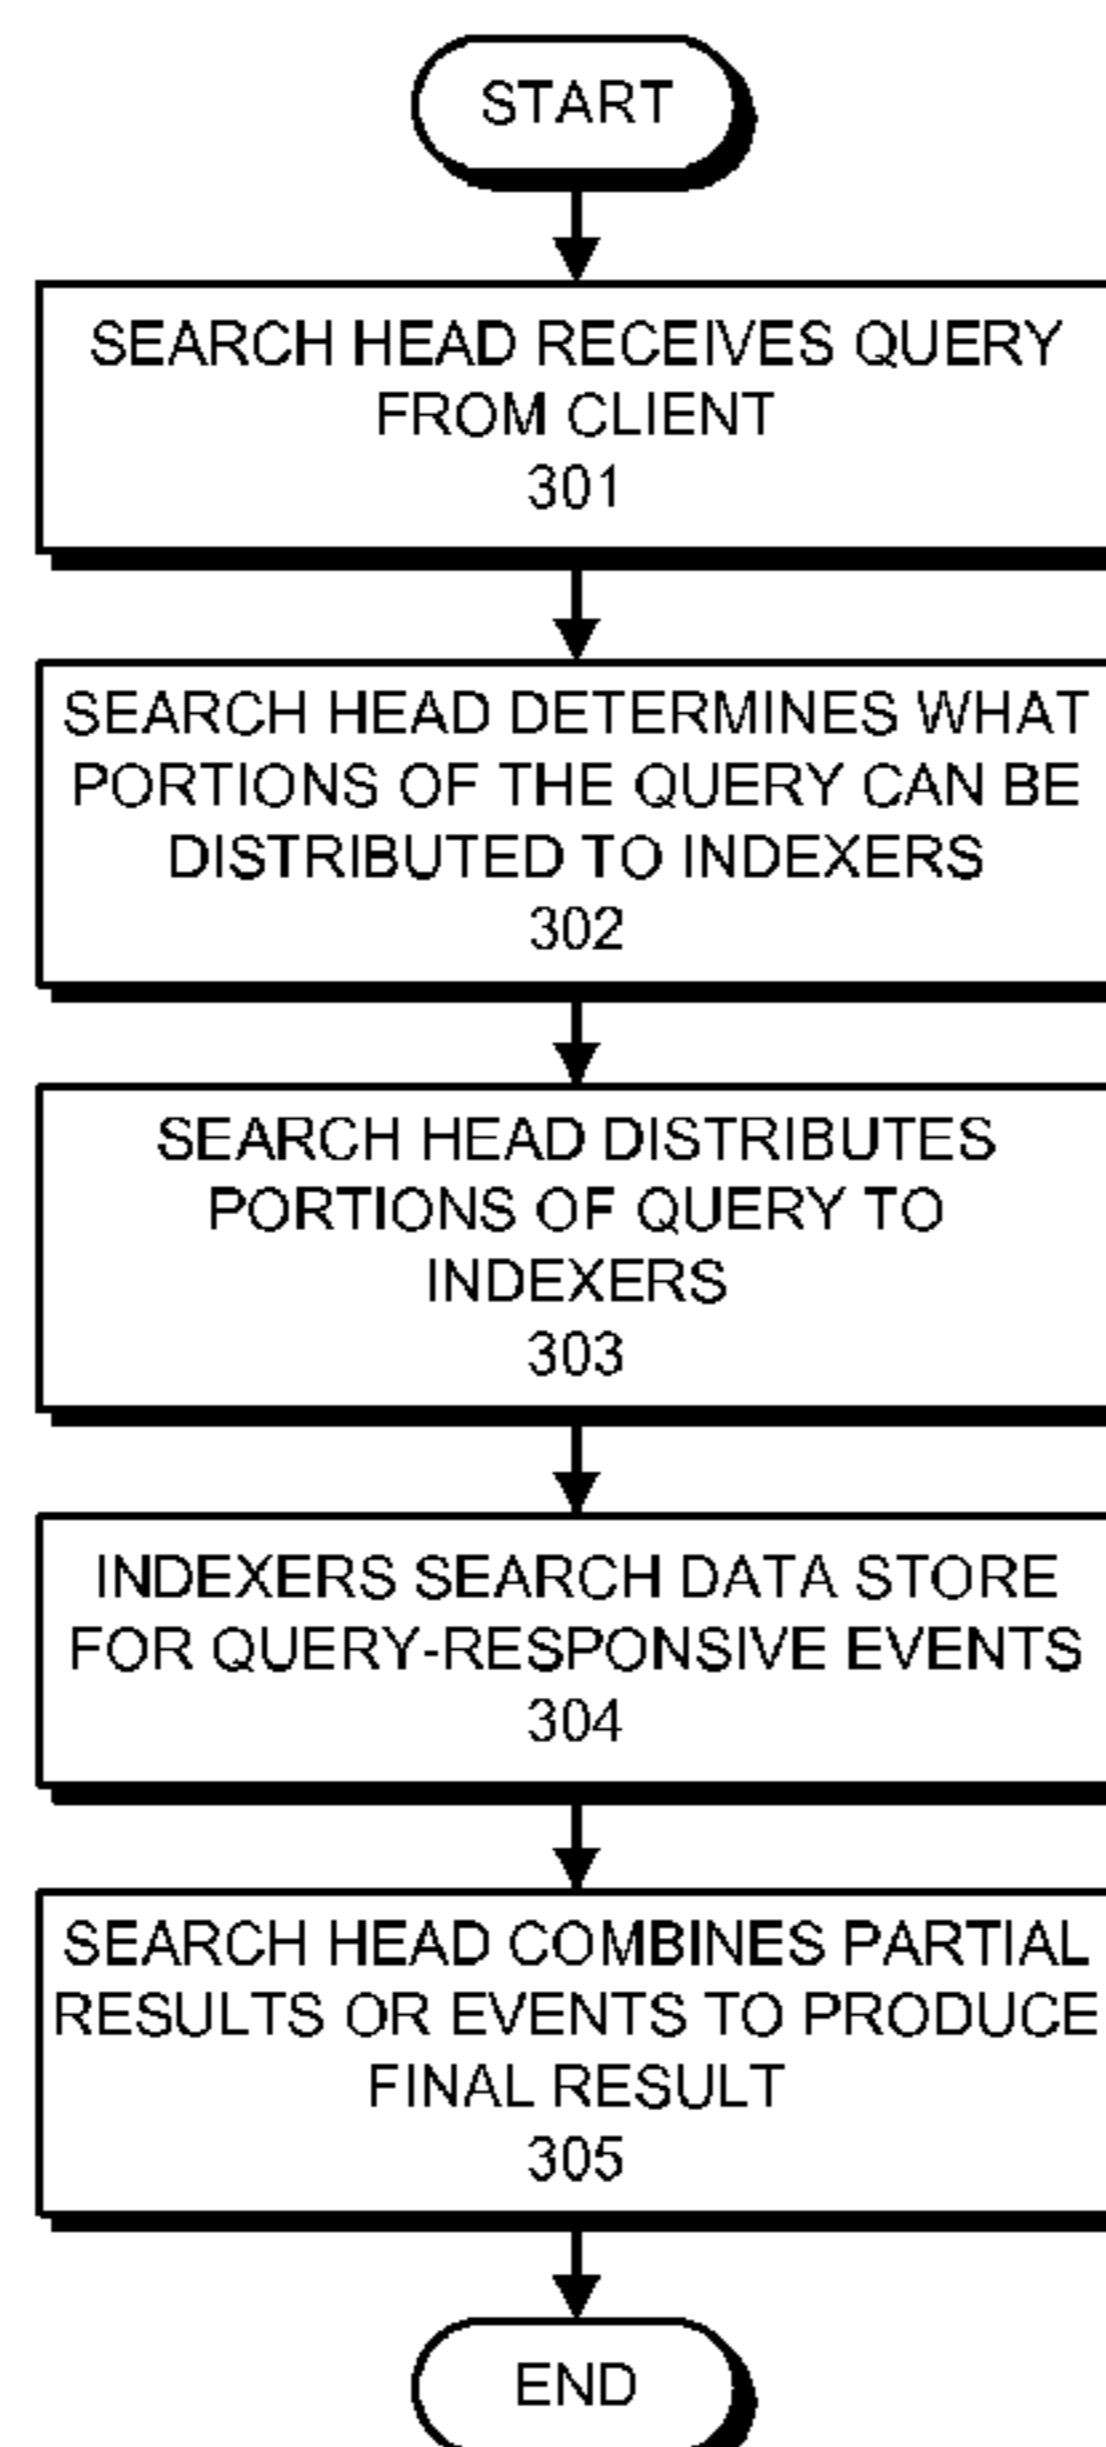 START
SEARCH HEAD RECEIVES QUERY
FROM CLIENT
301
SEARCH HEAD DETERMINES WHAT
PORTIONS OF THE QUERY CAN BE
DISTRIBUTED TO INDEXERS
302
SEARCH HEAD DISTRIBUTES
PORTIONS OF QUERY TO
INDEXERS
303
INDEXERS SEARCH DATA STORE
FOR QUERY-RESPONSIVE EVENTS
304
SEARCH HEAD COMBINES PARTIAL
RESULTS OR EVENTS TO PRODUCE
FINAL RESULT
305
END